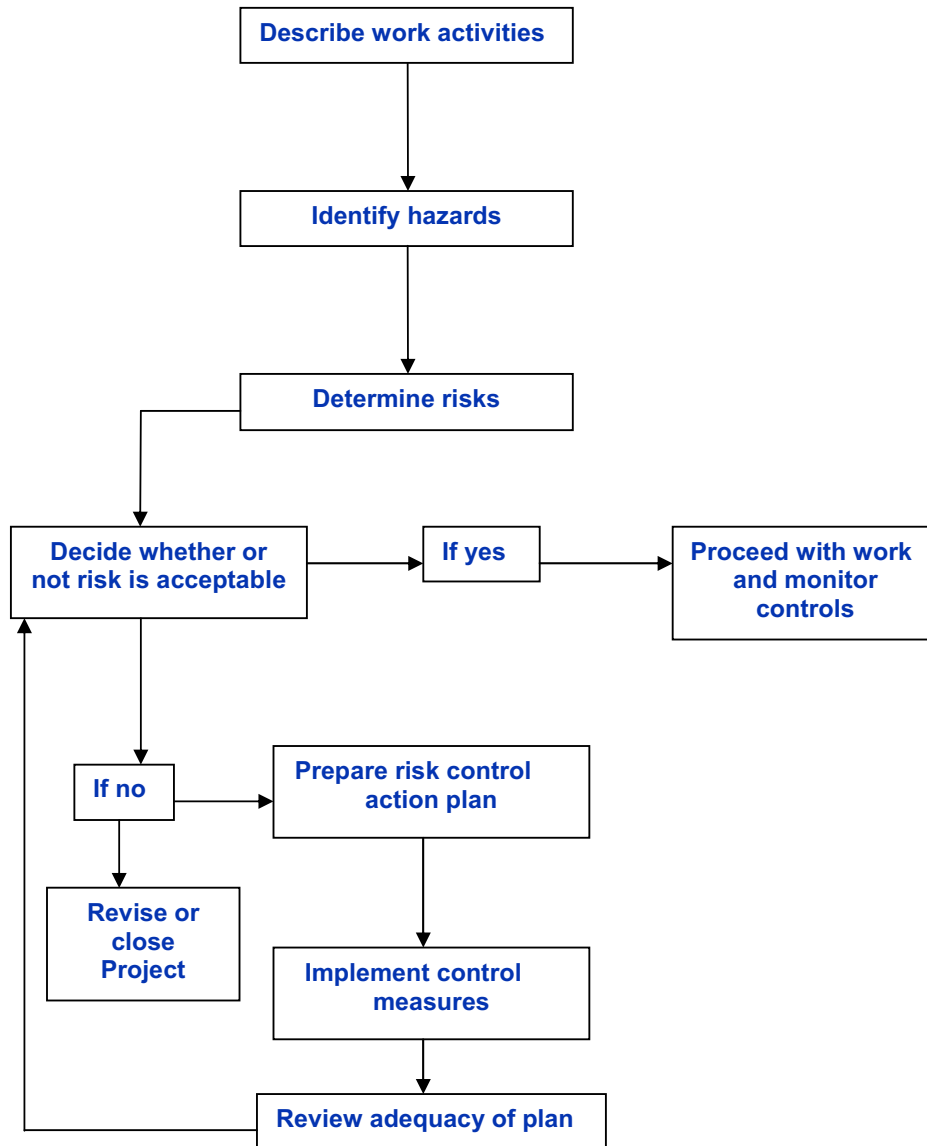 Describe work activities
Identify hazards
Determine risks
Decide whether or
not risk is acceptable
If yes
Proceed with work
and monitor
controls
If no
Prepare risk control
action plan
Revise or
close
Project
Implement control
measures
Review adequacy of plan